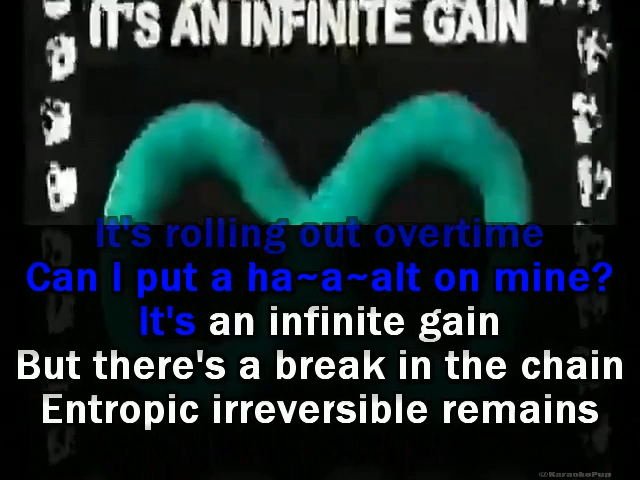 IT'S AN INFINITE GAIN
It's rolling out overtime
Can I put a ha~a~alt on mine?
It's an infinite gain
But there's a break in the chain
Entropic irreversible remains
@KaraokePup